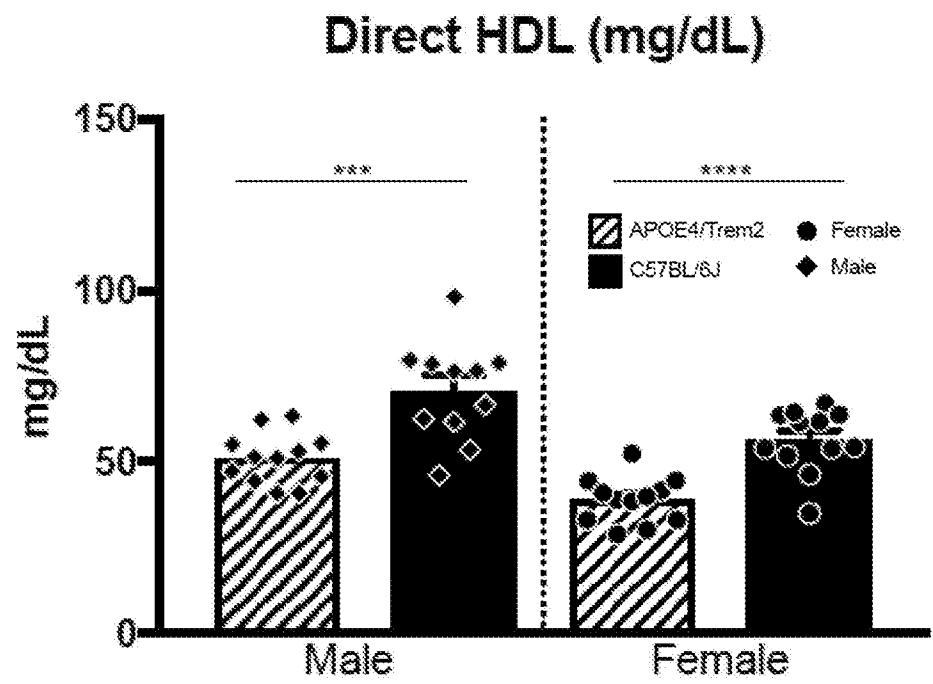 Direct HDL (mg/dL)
150
***
****
APOE4/Trem2
Female
C57BL/6J
Male
100
mg/dL
50
0
Male
Female